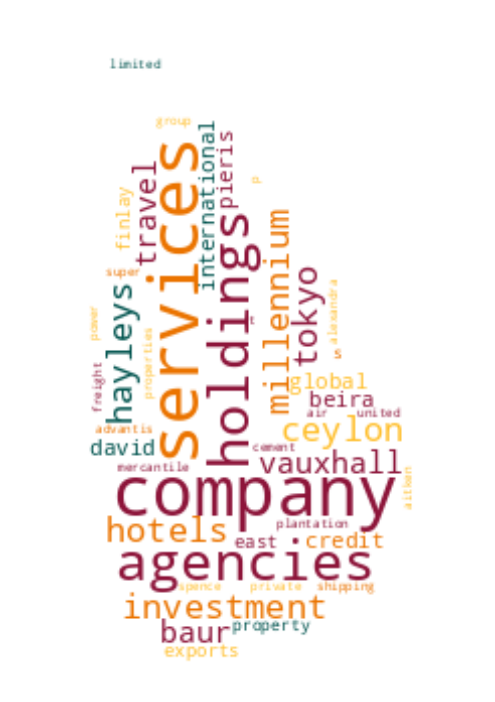 limited
group
services
international
pieris
travel
finlay
p
holdings
millennium
super
tokyo
hayleys
power
properties
alexandra
t
s
freight
global
beira
air
united
advantis
ceylon
david
cement
mercantile
vauxhall
aitken
company
hotels
plantation
east
credit
agencies
spence
private
shipping
investment
baur
property
exports